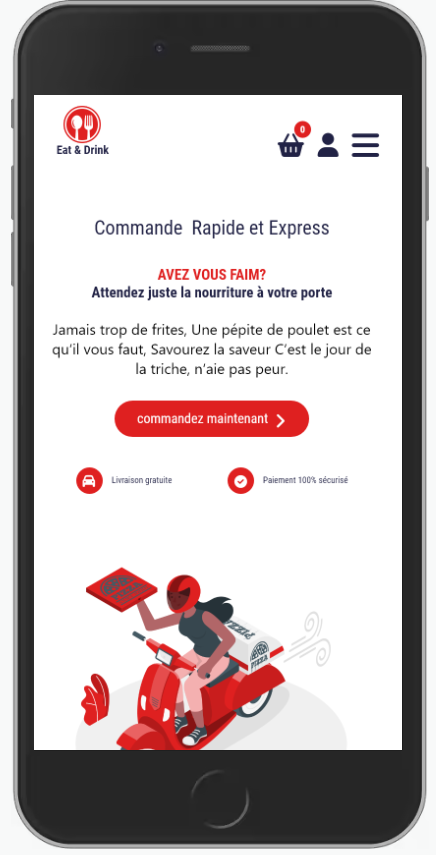 0
Eat & Drink
Commande Rapide et Express
AVEZ VOUS FAIM?
Attendez juste la nourriture à votre porte
Jamais trop de frites, Une pépite de poulet est ce
qu'il vous faut, Savourez la saveur C'est le jour de
la triche, n'aie pas peur.
commandez maintenant
Livraison gratuite
Paiement 100% sécurisé
PIZZA
PIZZA
PIZZA